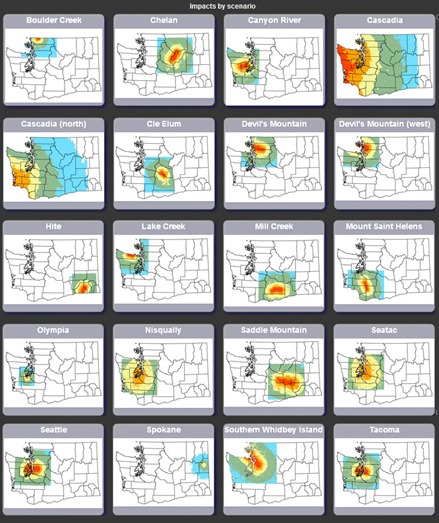 Impacts by scenario
Boulder Creek
Chelan
Canyon River
Cascadia
Cascadia (north)
Cle Elum
Devil's Mountain
Devil's Mountain (west)
Hite
Lake Creek
Mill Creek
Mount Saint Helens
Olympia
Nisqually
Saddle Mountain
Seatac
Seattle
Spokane
Southern Whidbey Island
Tacoma